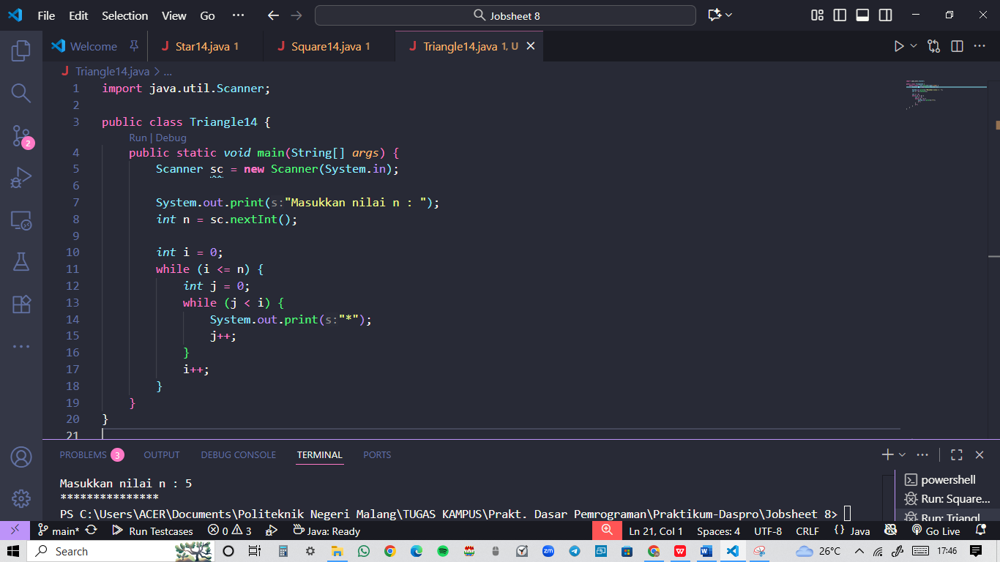 File Edit Selection View Go ··· Jobsheet 8
Welcome Star14.java 1 Square14.java 1 Triangle14.java 1, U
Triangle14.java > ...
1 import java.util.Scanner;
2
3 public class Triangle14 {
Run | Debug
4 public static void main(String[] args) {
5 Scanner sc = new Scanner(System.in);
6
7 System.out.print(s:"Masukkan nilai n : ");
8 int n = sc.nextInt();
9
10 int i = 0;
11 while (i <= n) {
12 int j = 0;
13 while (j < i) {
14 System.out.print(s:"*");
15 j++;
16 }
17 i++;
18 }
19 }
20 }
21
2
PROBLEMS 3 OUTPUT DEBUG CONSOLE TERMINAL PORTS
Masukkan nilai n : 5
***************
PS C:\Users\ACER\Documents\Politeknik Negeri Malang\TUGAS KAMPUS\Prakt. Dasar Pemrograman\Praktikum-Daspro\Jobsheet 8>
powershell
Run: Square...
Run: Triangl...
main* Run Testcases 0 3 Java: Ready Ln 21, Col 1 Spaces: 4 UTF-8 CRLF {} Java Go Live
Search 26°C 17:46